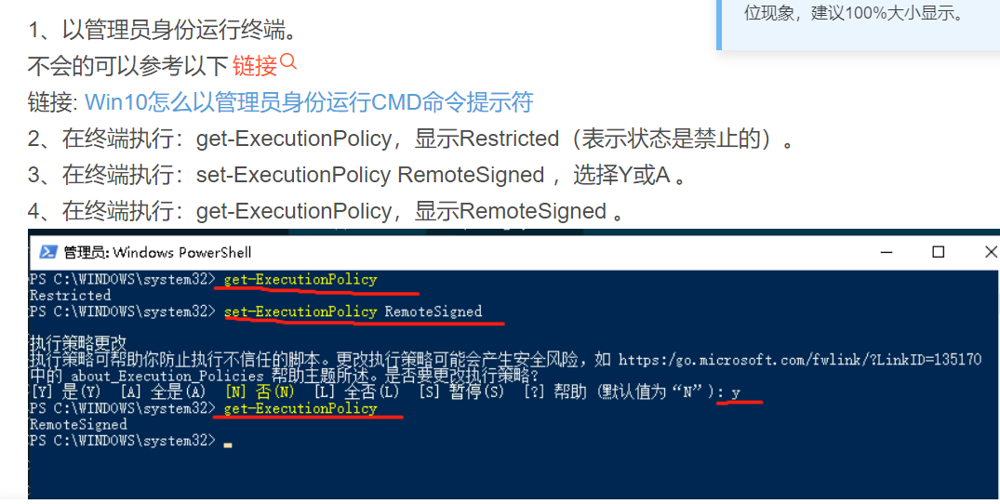 位现象，建议100%大小显示。
1、以管理员身份运行终端。
不会的可以参考以下 链接
链接: Win10怎么以管理员身份运行CMD命令提示符
2、在终端执行：get-ExecutionPolicy，显示Restricted（表示状态是禁止的）。
3、在终端执行：set-ExecutionPolicy RemoteSigned ，选择Y或A 。
4、在终端执行：get-ExecutionPolicy，显示RemoteSigned 。
管理员: Windows PowerShell
PS C:\WINDOWS\system32> get-ExecutionPolicy
Restricted
PS C:\WINDOWS\system32> set-ExecutionPolicy RemoteSigned
执行策略更改
执行策略可帮助你防止执行不信任的脚本。更改执行策略可能会产生安全风险，如 https:/go.microsoft.com/fwlink/?LinkID=135170
中的 about_Execution_Policies 帮助主题所述。是否要更改执行策略?
[Y] 是(Y)  [A] 全是(A)  [N] 否(N)  [L] 全否(L)  [S] 暂停(S)  [?] 帮助 (默认值为“N”): y
PS C:\WINDOWS\system32> get-ExecutionPolicy
RemoteSigned
PS C:\WINDOWS\system32>